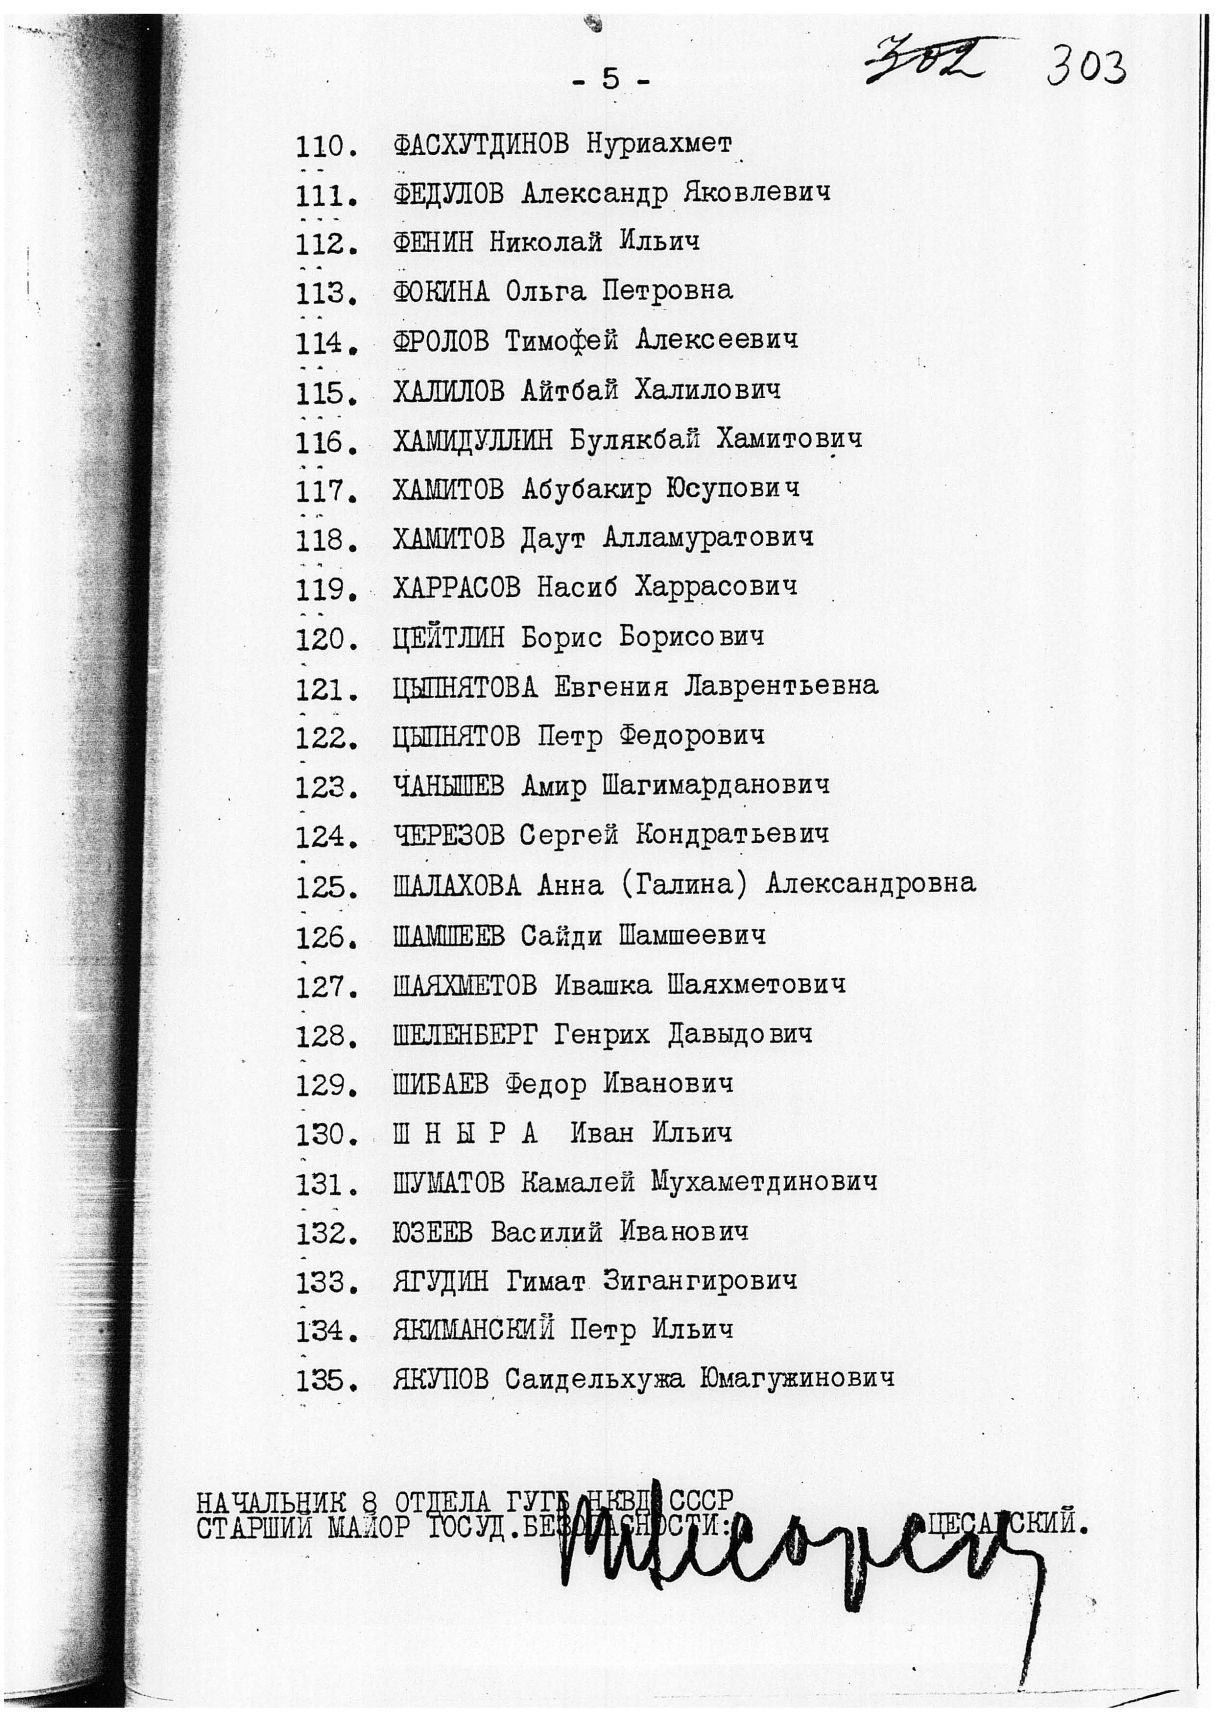 302 303
- 5 -
110. ФАСХУТДИНОВ Нуриахмет
111. ФЕДУЛОВ Александр Яковлевич
112. ФЕНИН Николай Ильич
113. ФОКИНА Ольга Петровна
114. ФРОЛОВ Тимофей Алексеевич
115. ХАЛИЛОВ Айтбай Халилович
116. ХАМИДУЛЛИН Булякбай Хамитович
117. ХАМИТОВ Абубакир Юсупович
118. ХАМИТОВ Даут Алламуратович
119. ХАРРАСОВ Насиб Харрасович
120. ЦЕЙТЛИН Борис Борисович
121. ЦЫПНЯТОВА Евгения Лаврентьевна
122. ЦЫПНЯТОВ Петр Федорович
123. ЧАНЫШЕВ Амир Шагимарданович
124. ЧЕРЕЗОВ Сергей Кондратьевич
125. ШАЛАХОВА Анна (Галина) Александровна
126. ШАМШЕЕВ Сайди Шамшеевич
127. ШАЯХМЕТОВ Ивашка Шаяхметович
128. ШЕЛЕНБЕРГ Генрих Давыдович
129. ШИБАЕВ Федор Иванович
130. Ш Н Ы Р А Иван Ильич
131. ШУМАТОВ Камалей Мухаметдинович
132. ЮЗЕЕВ Василий Иванович
133. ЯГУДИН Гимат Зигангирович
134. ЯКИМАНСКИЙ Петр Ильич
135. ЯКУПОВ Саидельхужа Юмагужинович
НАЧАЛЬНИК 8 ОТДЕЛА ГУГБ НКВД СССР
СТАРШИЙ МАЙОР ГОСУД.БЕЗОПАСНОСТИ: ЦЕСАРСКИЙ.